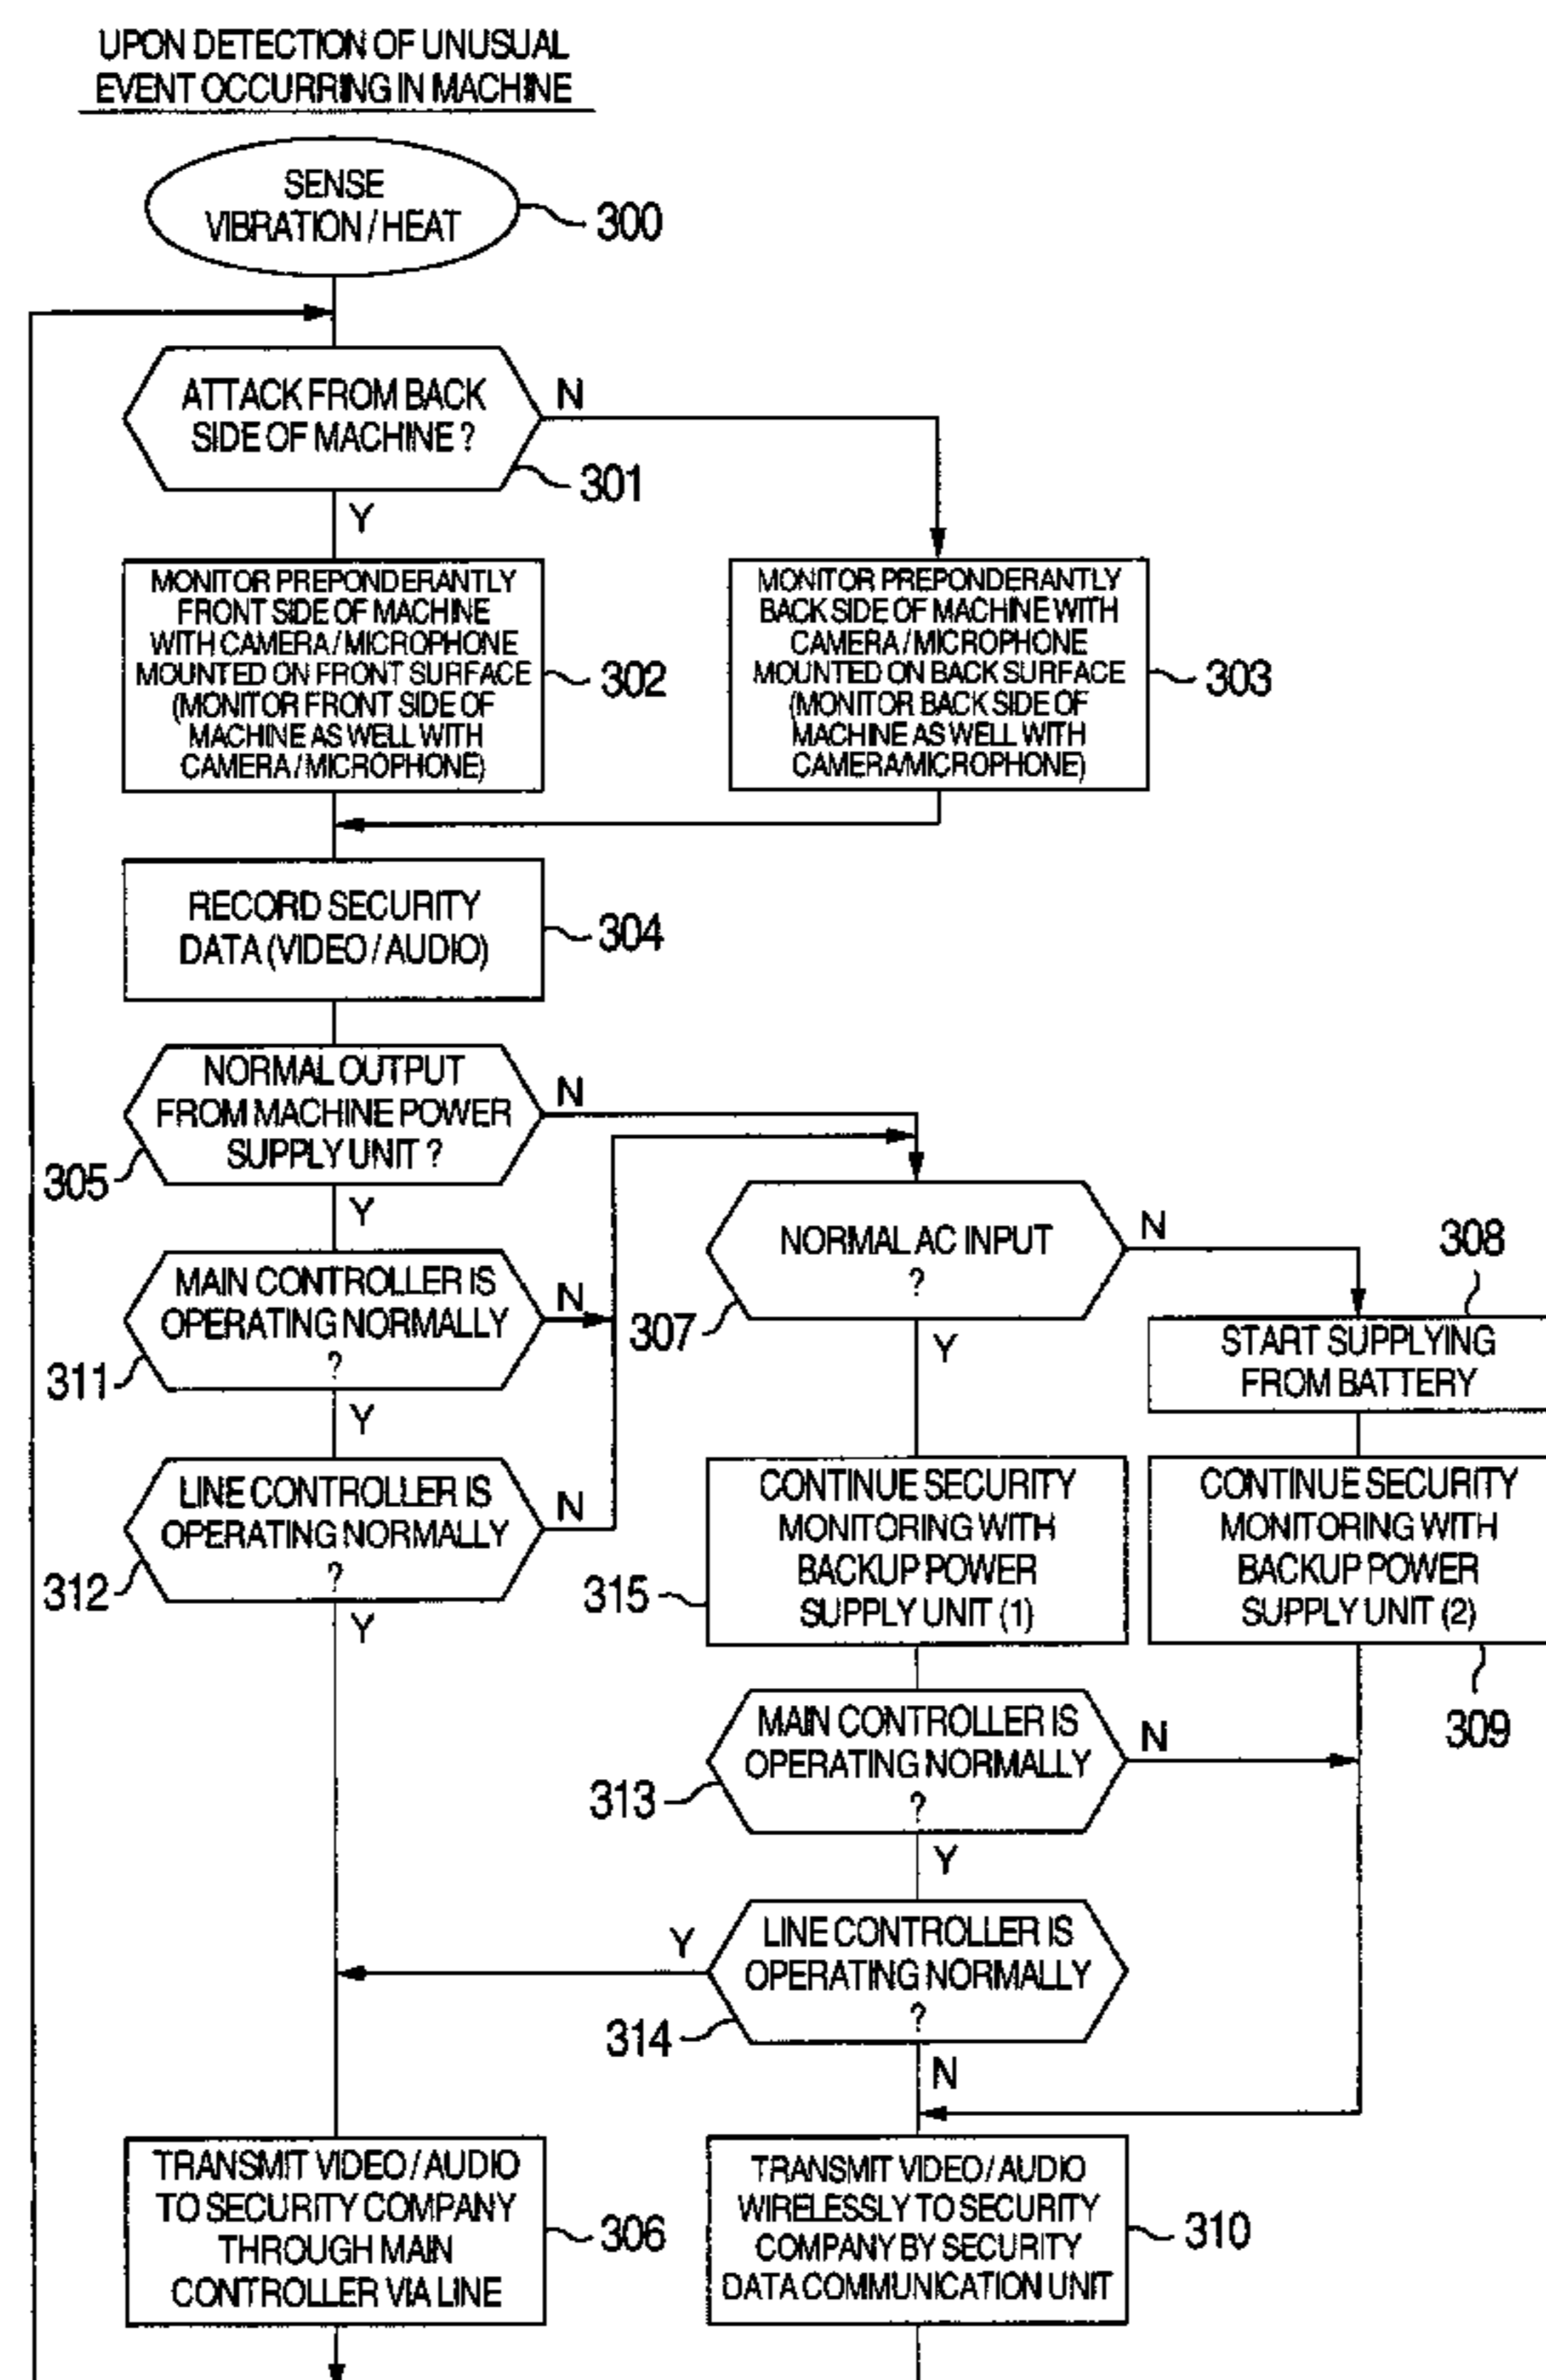 UPON DETECTION OF UNUSUAL
EVENT OCCURRING IN MACHINE
SENSE
VIBRATION / HEAT
300
ATTACK FROM BACK
SIDE OF MACHINE ?
N
301
Y
MONITOR PREPONDERANTLY
FRONT SIDE OF MACHINE
WITH CAMERA / MICROPHONE
MOUNTED ON FRONT SURFACE
(MONITOR FRONT SIDE OF
MACHINE AS WELL WITH
CAMERA / MICROPHONE)
302
MONITOR PREPONDERANTLY
BACK SIDE OF MACHINE WITH
CAMERA / MICROPHONE
MOUNTED ON BACK SURFACE
(MONITOR BACK SIDE OF
MACHINE AS WELL WITH
CAMERA/MICROPHONE)
303
RECORD SECURITY
DATA (VIDEO / AUDIO)
304
NORMAL OUTPUT
FROM MACHINE POWER
SUPPLY UNIT ?
N
305
Y
MAIN CONTROLLER IS
OPERATING NORMALLY
?
N
311
Y
LINE CONTROLLER IS
OPERATING NORMALLY
?
N
312
Y
NORMAL AC INPUT
?
N
307
Y
308
START SUPPLYING
FROM BATTERY
CONTINUE SECURITY
MONITORING WITH
BACKUP POWER
SUPPLY UNIT (1)
315
CONTINUE SECURITY
MONITORING WITH
BACKUP POWER
SUPPLY UNIT (2)
309
MAIN CONTROLLER IS
OPERATING NORMALLY
?
N
313
Y
LINE CONTROLLER IS
OPERATING NORMALLY
?
Y
314
N
TRANSMIT VIDEO / AUDIO
TO SECURITY COMPANY
THROUGH MAIN
CONTROLLER VIA LINE
306
TRANSMIT VIDEO / AUDIO
WIRELESSLY TO SECURITY
COMPANY BY SECURITY
DATA COMMUNICATION UNIT
310